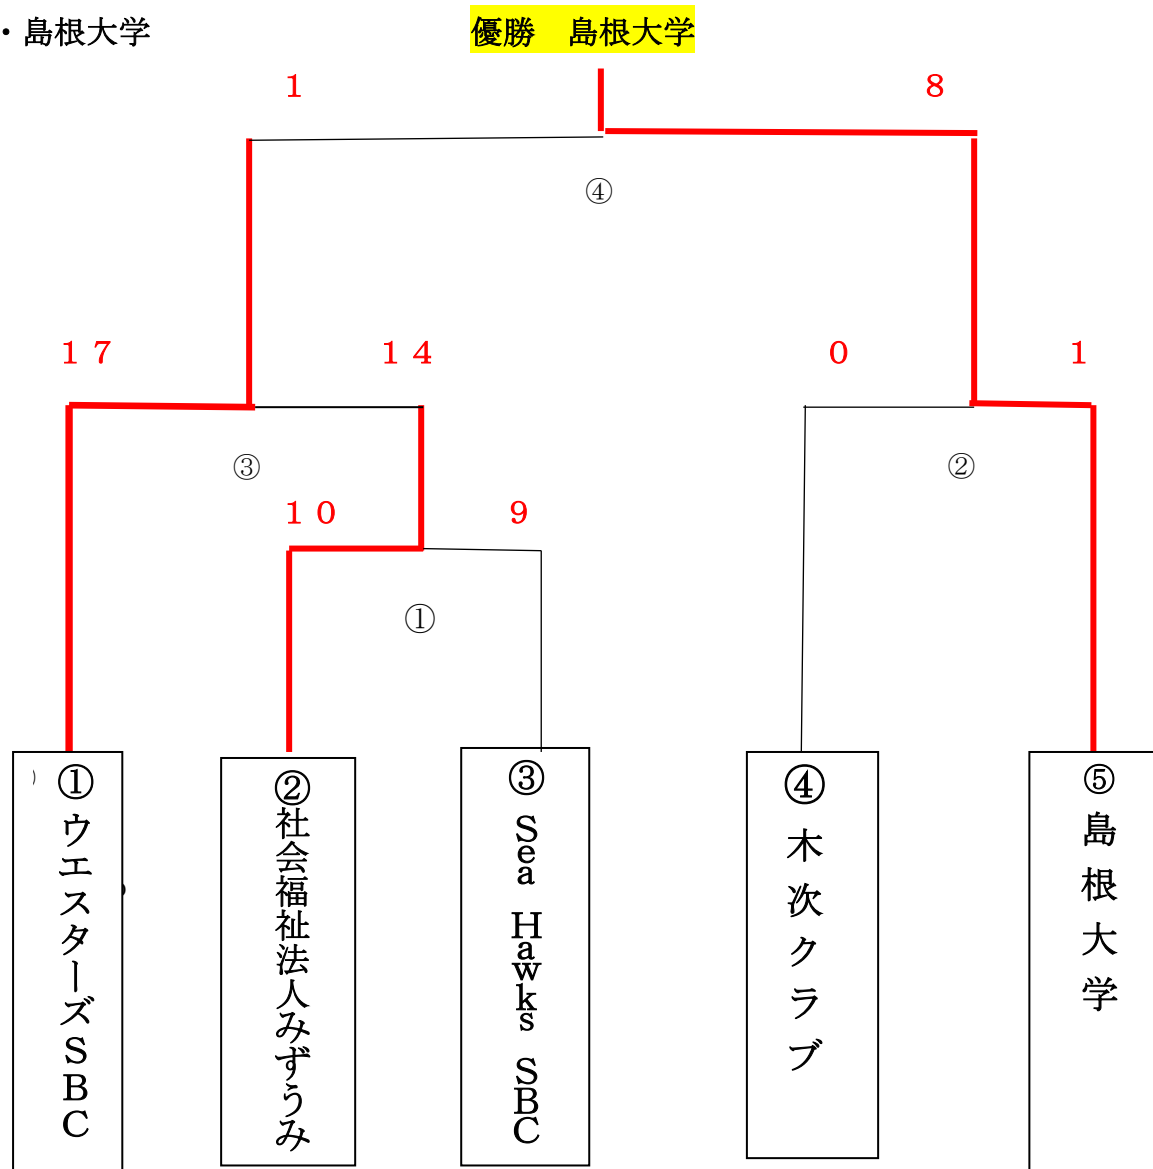 ・島根大学
優勝　島根大学
１
８
④
１７
１４
０
１
③
②
１０
９
①
①ウエスターズＳＢＣ
②社会福祉法人みずうみ
③Ｓｅａ　Ｈａｗｋｓ　ＳＢＣ
④木次クラブ
⑤島根大学